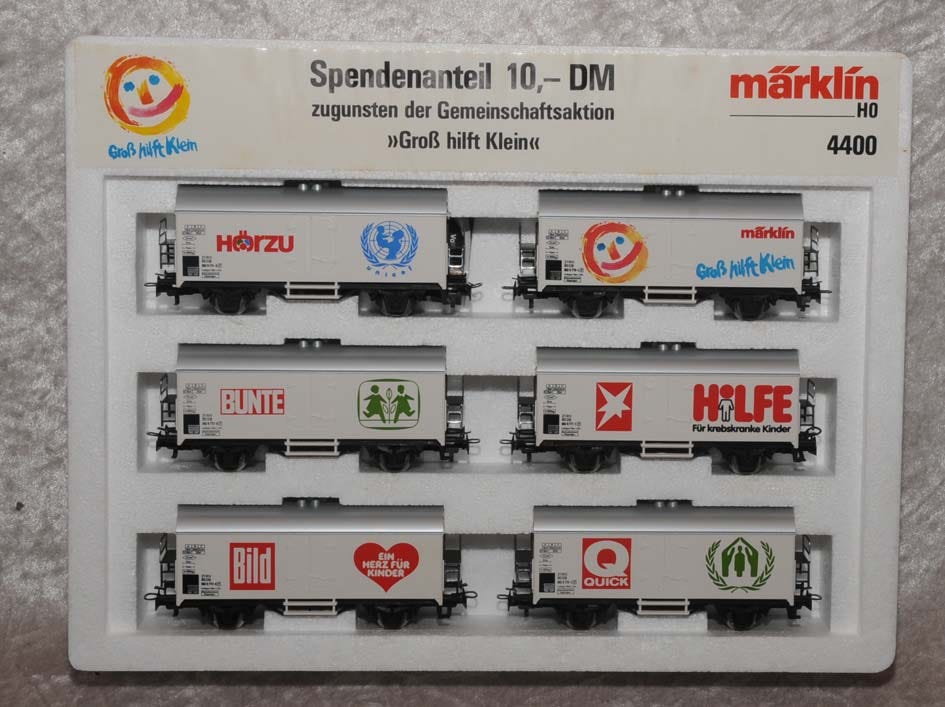 Groß hilft Klein
Spendenanteil 10,– DM
zugunsten der Gemeinschaftsaktion
»Groß hilft Klein«
märklin
HO
4400
HÖRZU
unicef
märklin
Groß hilft Klein
BUNTE
HILFE
Für krebskranke Kinder
Bild
EIN
HERZ FÜR
KINDER
Q
QUICK